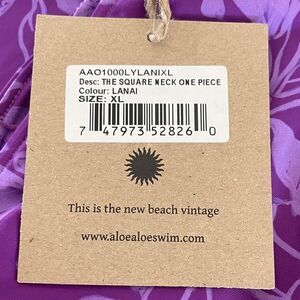 AAO1000LYLANIXL
Desc: THE SQUARE NECK ONE PIECE
Colour: LANAI
SIZE: XL
7 47973 52826 0
This is the new beach vintage
www.aloealoeswim.com